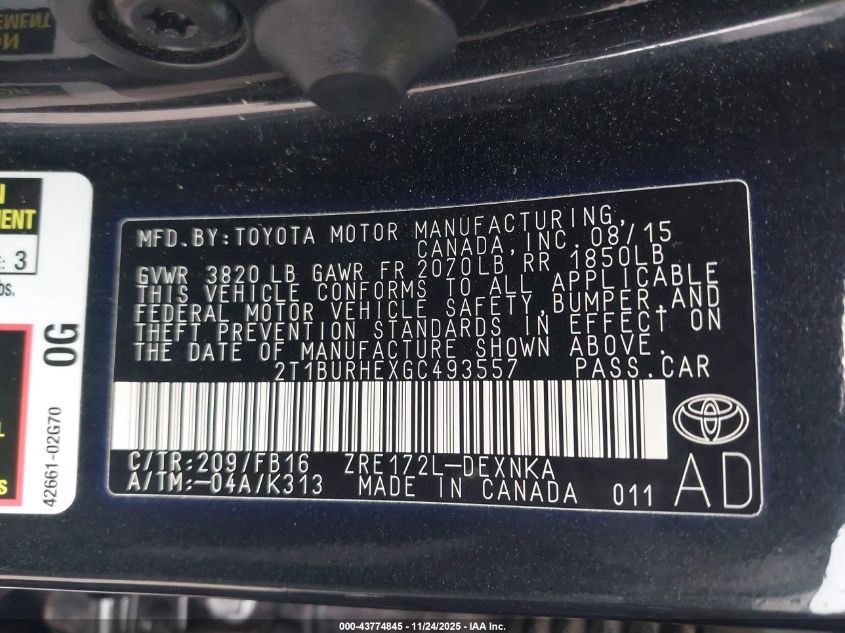 MFD. BY: TOYOTA MOTOR MANUFACTURING,
CANADA, INC. 08/15
GVWR 3820 LB GAWR FR 2070LB, RR 1850LB
THIS VEHICLE CONFORMS TO ALL APPLICABLE
FEDERAL MOTOR VEHICLE SAFETY, BUMPER, AND
THEFT PREVENTION STANDARDS IN EFFECT ON
THE DATE OF MANUFACTURE SHOWN ABOVE.
2T1BURHEXGC493557 PASS. CAR
C/TR: 209/FB16 ZRE172L-DEXNKA
A/TM: -04A/K313 MADE IN CANADA 011 AD
3
0G
42661-02G70
000-43774845 - 11/24/2025 - IAA Inc.